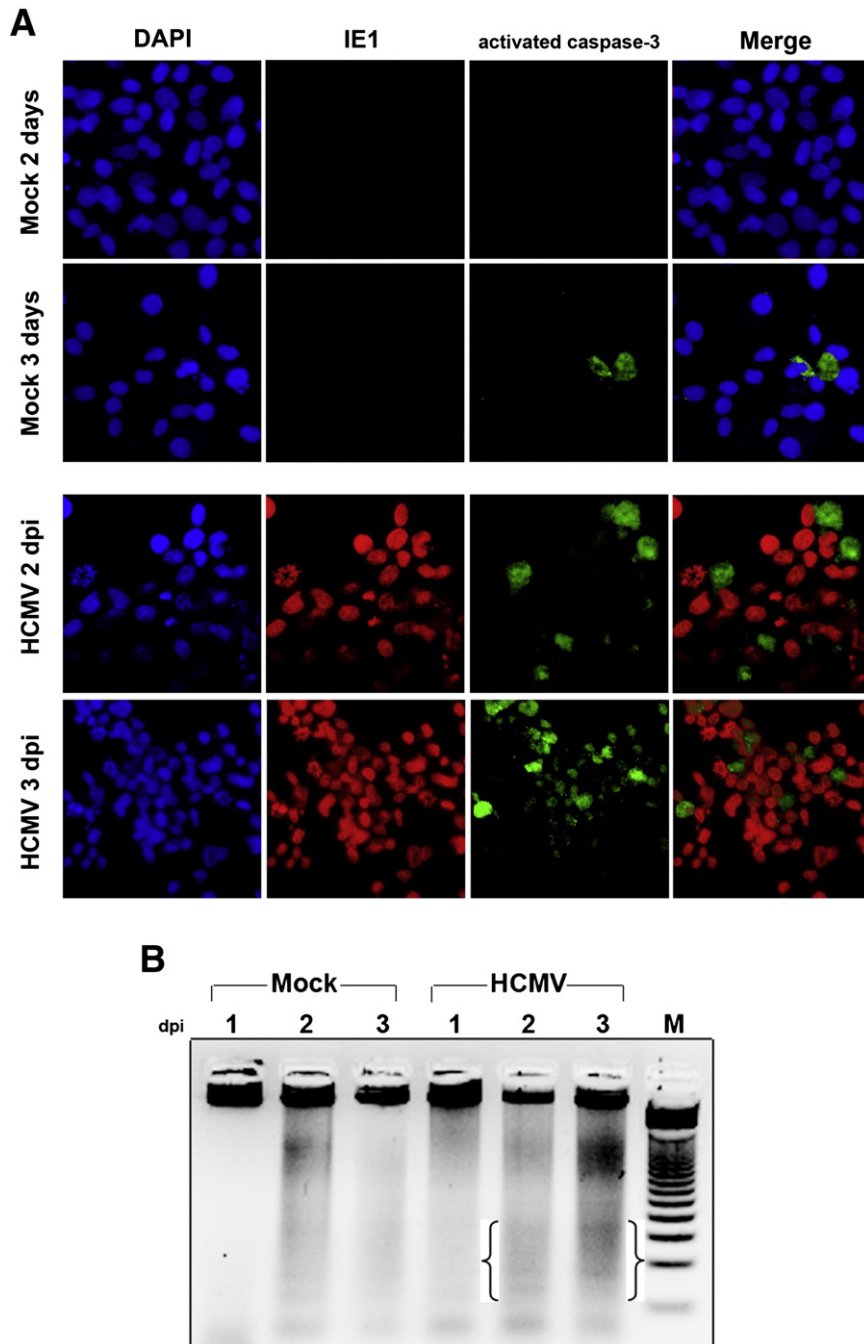 A
DAPI IE1 activated caspase-3 Merge
Mock 2 days
Mock 3 days
HCMV 2 dpi
HCMV 3 dpi
B
Mock HCMV
dpi 1 2 3 1 2 3 M